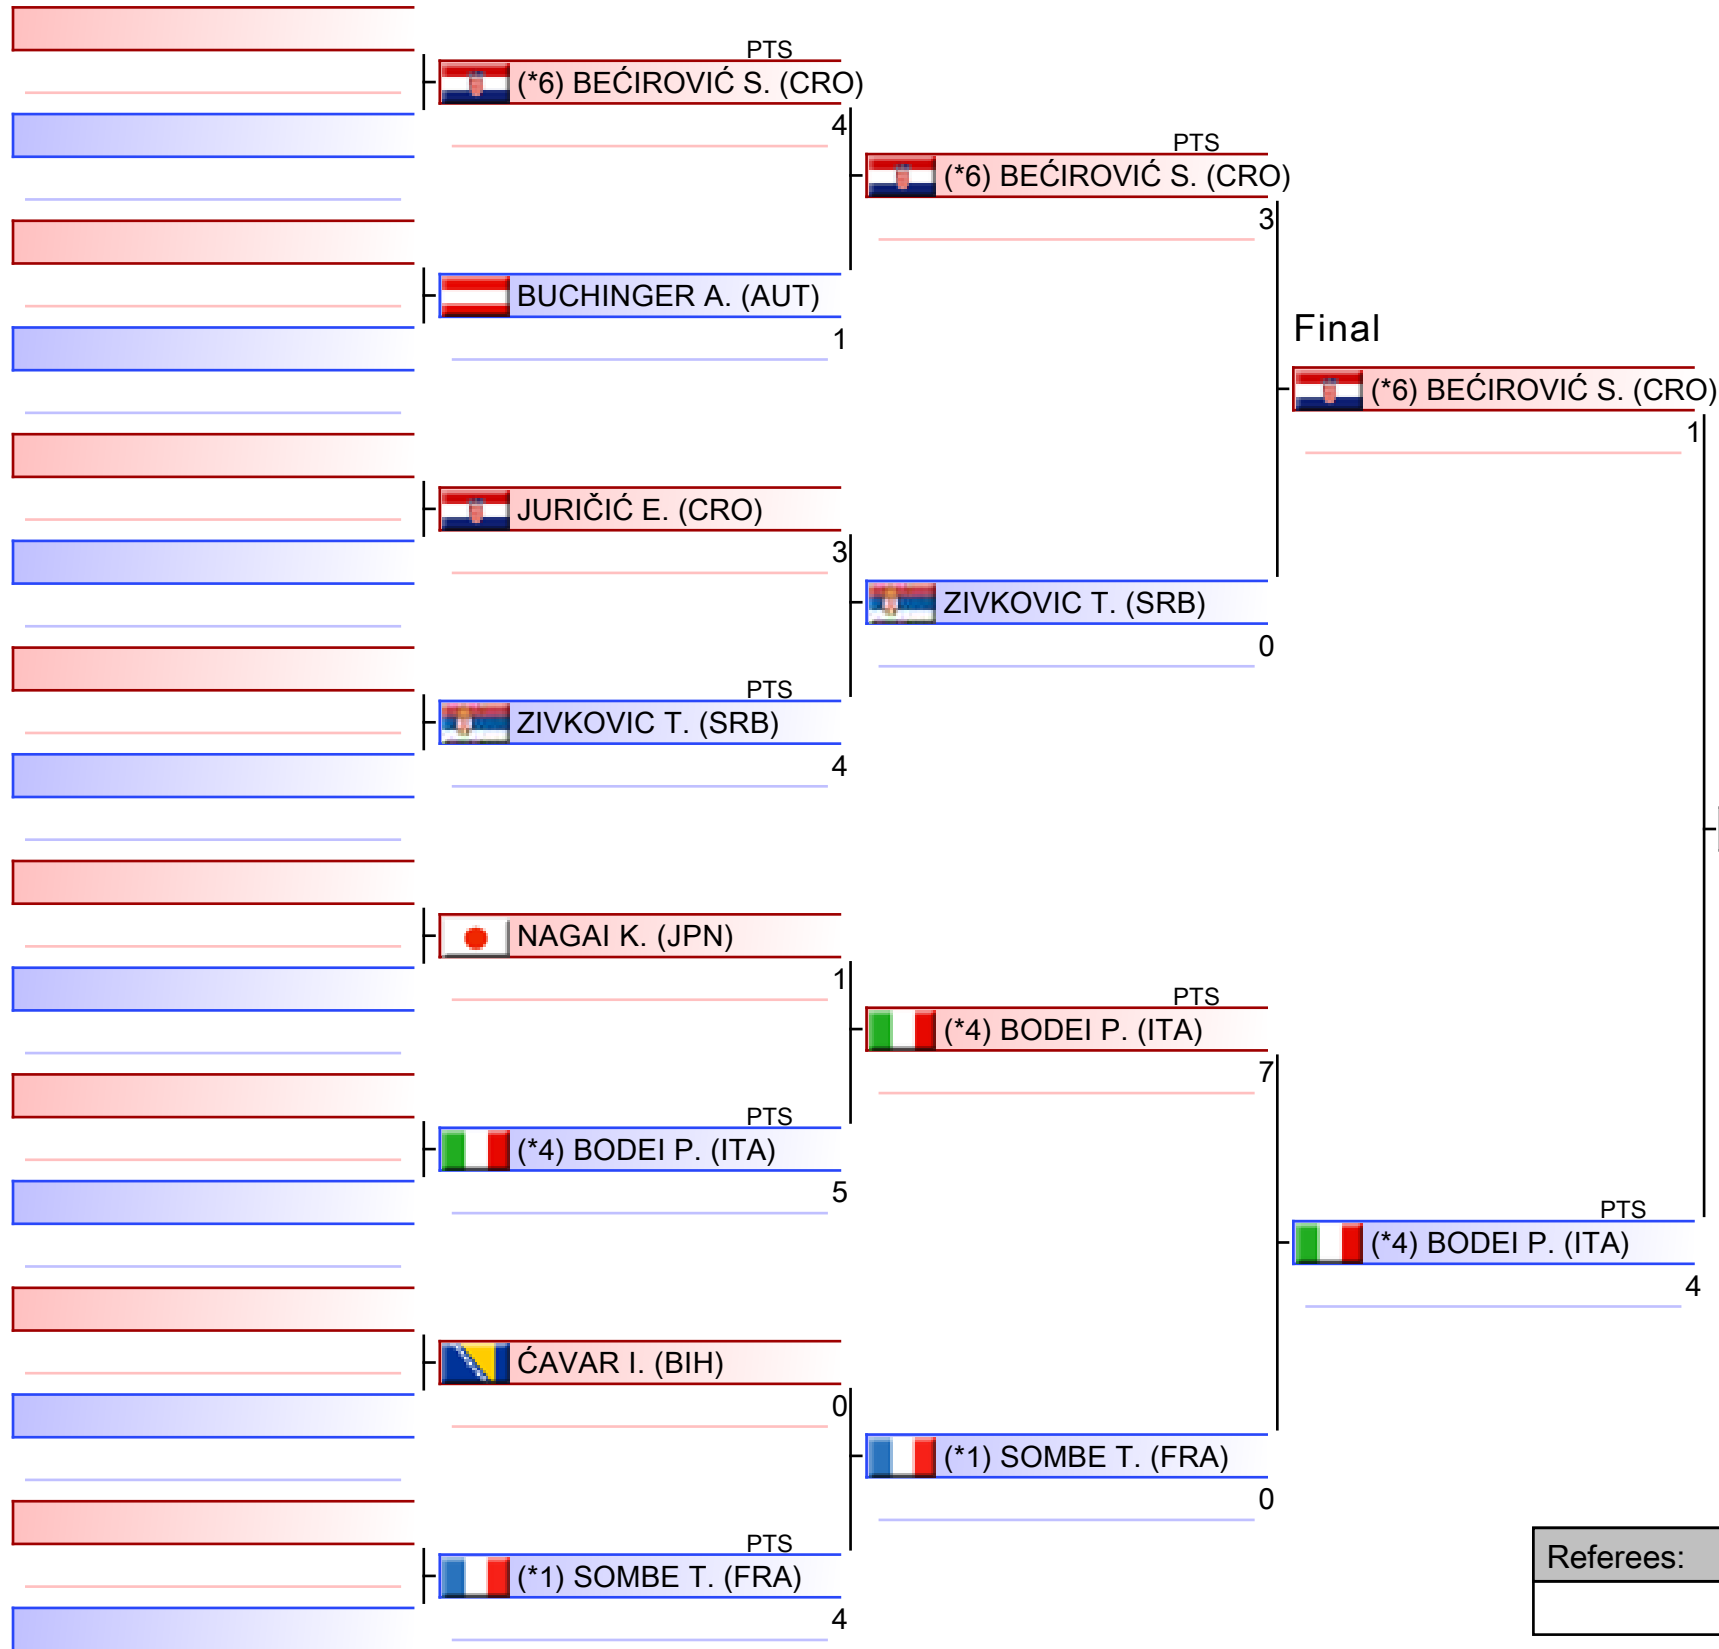 PTS
(*6) BEĆIROVIĆ S. (CRO)
4
BUCHINGER A. (AUT)
1
JURIČIĆ E. (CRO)
3
PTS
ZIVKOVIC T. (SRB)
4
NAGAI K. (JPN)
1
PTS
(*4) BODEI P. (ITA)
5
ĆAVAR I. (BIH)
0
PTS
(*1) SOMBE T. (FRA)
4
PTS
(*6) BEĆIROVIĆ S. (CRO)
3
ZIVKOVIC T. (SRB)
0
PTS
(*4) BODEI P. (ITA)
7
(*1) SOMBE T. (FRA)
0
Final
(*6) BEĆIROVIĆ S. (CRO)
1
PTS
(*4) BODEI P. (ITA)
4
Referees: